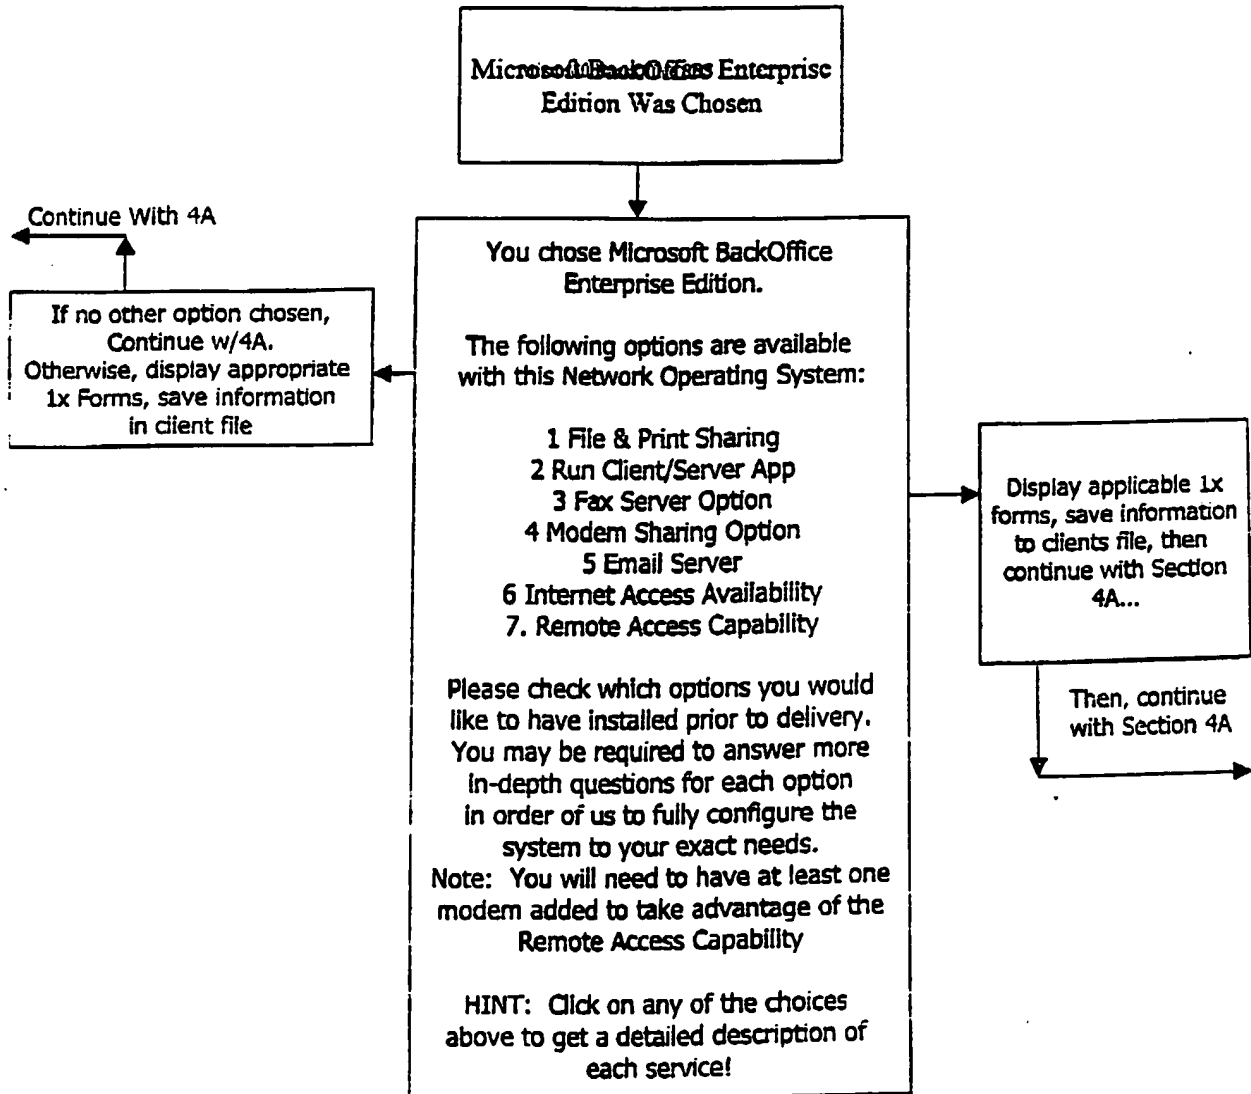 Microsoft BackOffice Enterprise
Edition Was Chosen
Continue With 4A
If no other option chosen,
Continue w/4A.
Otherwise, display appropriate
1x Forms, save information
in client file
You chose Microsoft BackOffice
Enterprise Edition.
The following options are available
with this Network Operating System:
1 File & Print Sharing
2 Run Client/Server App
3 Fax Server Option
4 Modem Sharing Option
5 Email Server
6 Internet Access Availability
7. Remote Access Capability
Please check which options you would
like to have installed prior to delivery.
You may be required to answer more
in-depth questions for each option
in order of us to fully configure the
system to your exact needs.
Note: You will need to have at least one
modem added to take advantage of the
Remote Access Capability
HINT: Click on any of the choices
above to get a detailed description of
each service!
Display applicable 1x
forms, save information
to clients file, then
continue with Section
4A...
Then, continue
with Section 4A